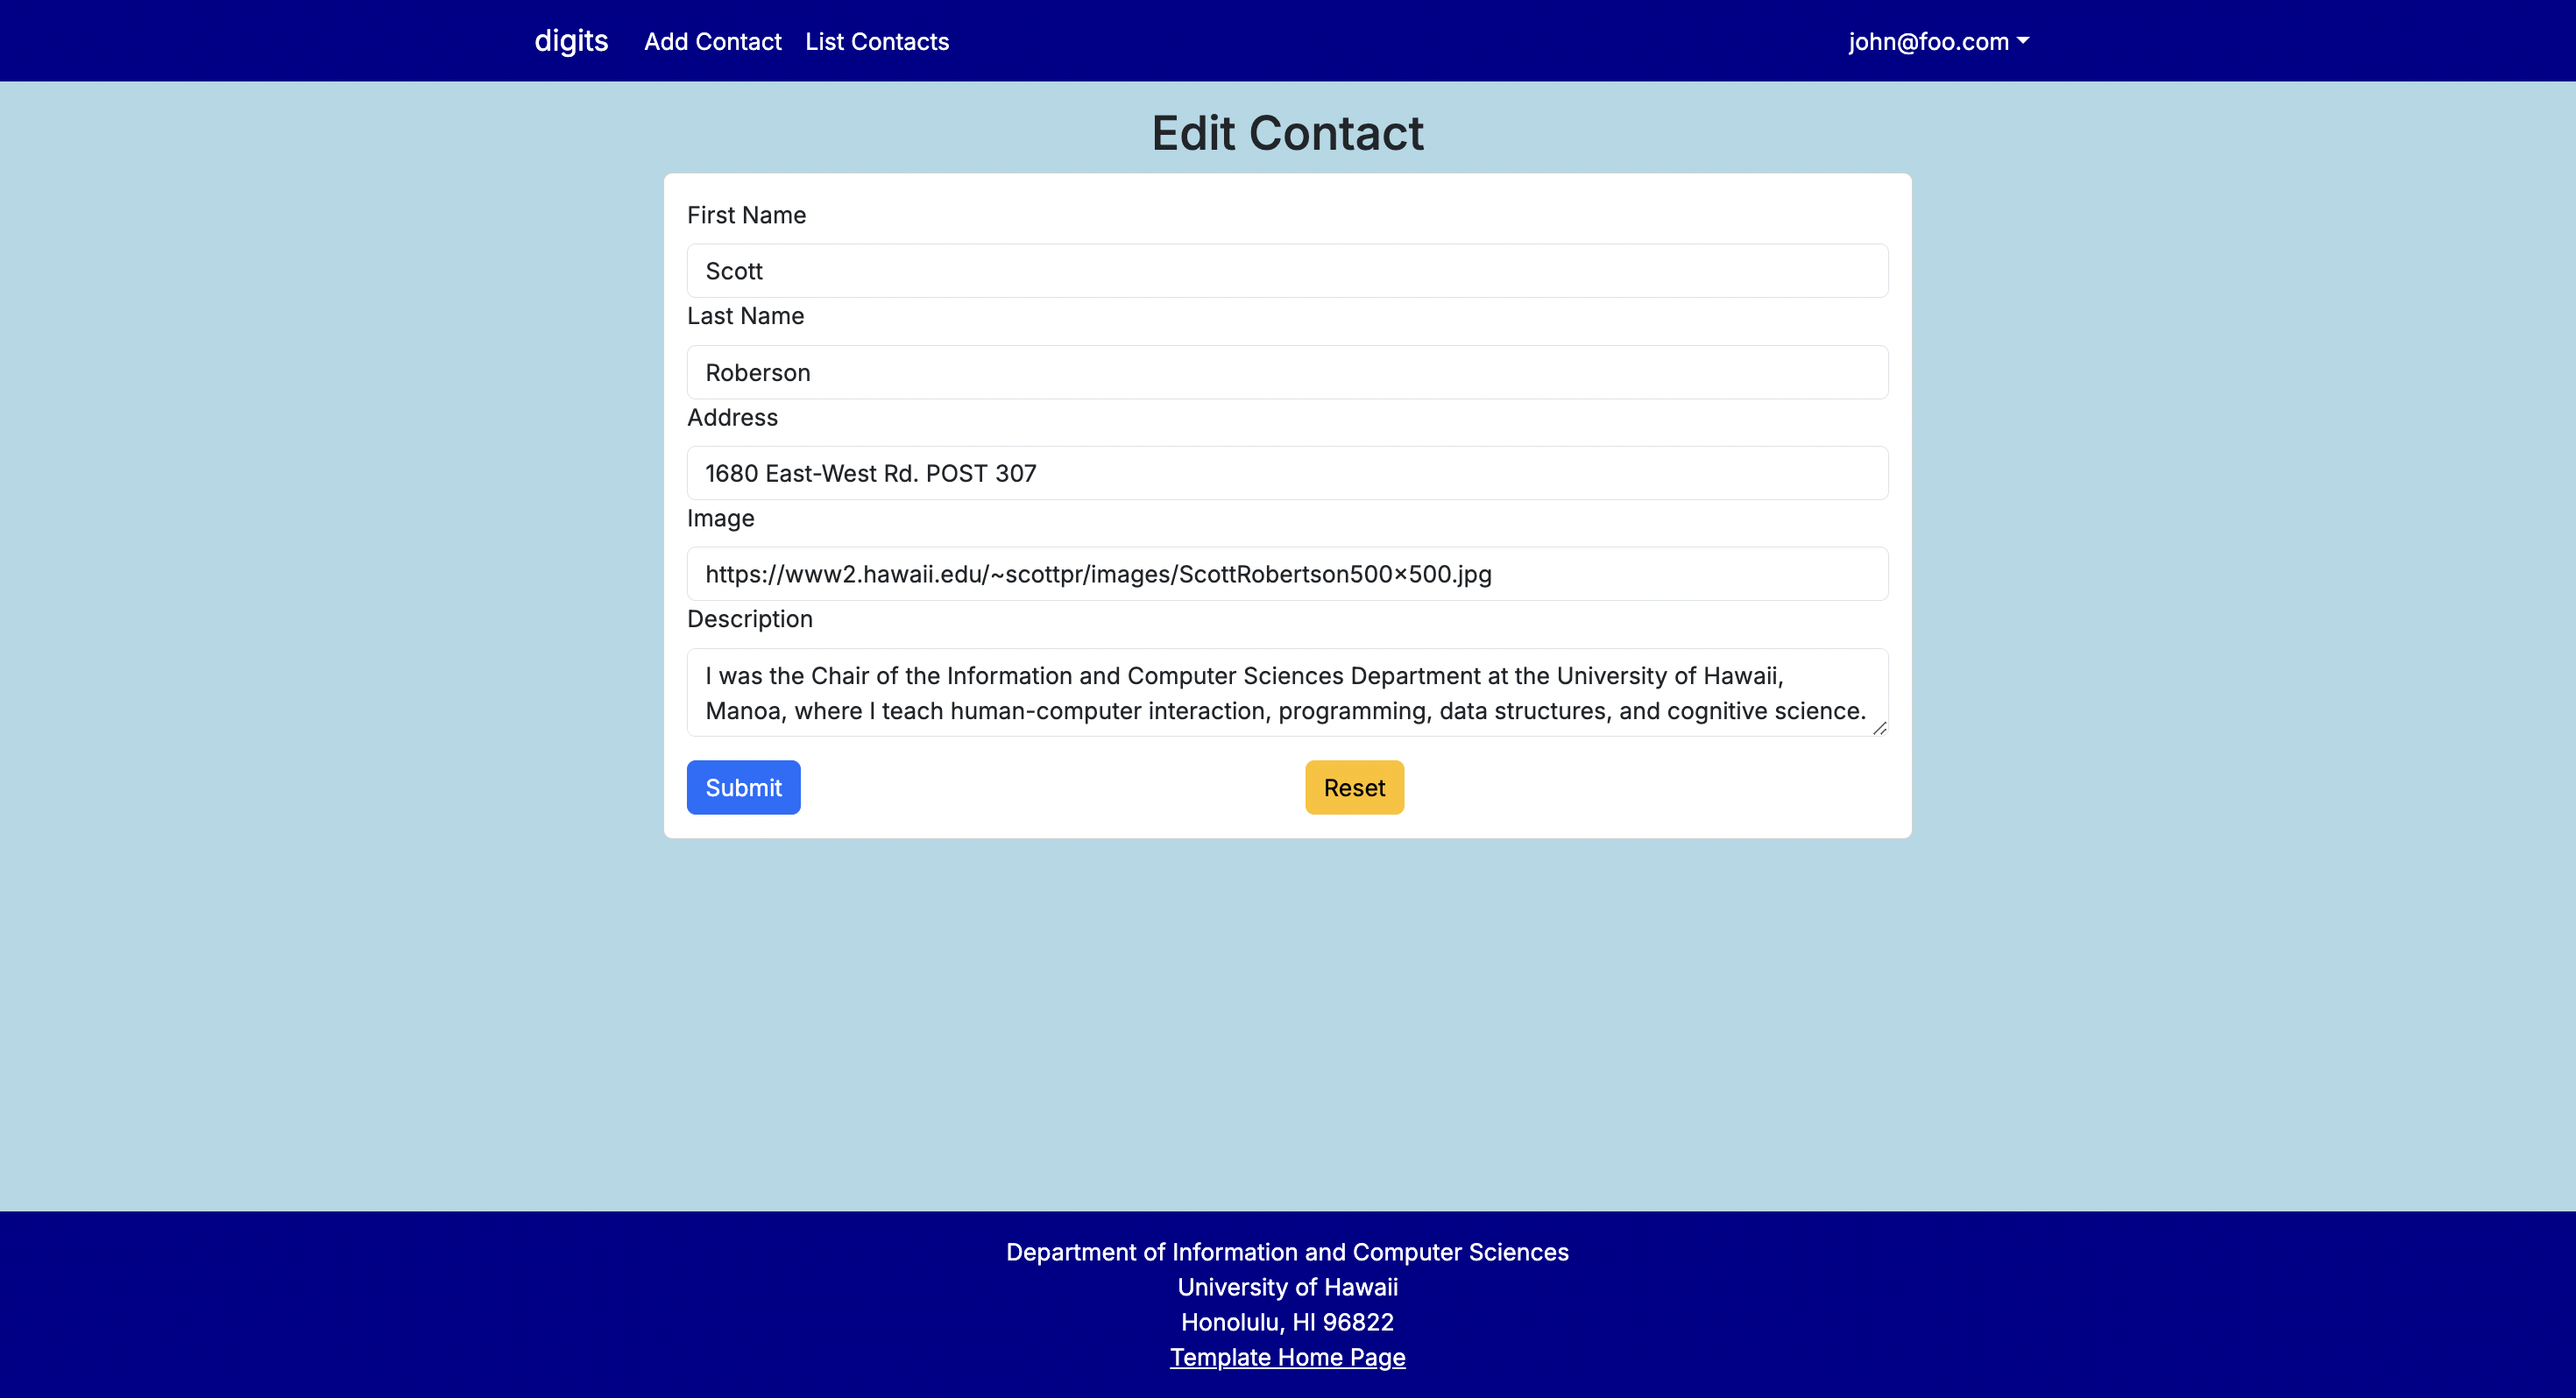 digits Add Contact List Contacts john@foo.com
Edit Contact
First Name
Scott
Last Name
Roberson
Address
1680 East-West Rd. POST 307
Image
https://www2.hawaii.edu/~scottpr/images/ScottRobertson500x500.jpg
Description
I was the Chair of the Information and Computer Sciences Department at the University of Hawaii,
Manoa, where I teach human-computer interaction, programming, data structures, and cognitive science.
Submit Reset
Department of Information and Computer Sciences
University of Hawaii
Honolulu, HI 96822
Template Home Page